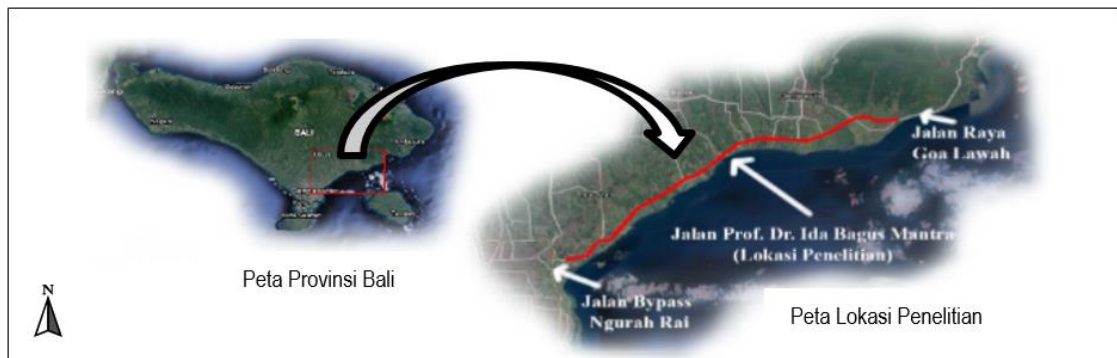 BALI
Jalan Raya
Goa Lawah
Jalan Prof. Dr. Ida Bagus Mantra
(Lokasi Penelitian)
Jalan Bypass
Ngurah Rai
Peta Provinsi Bali
Peta Lokasi Penelitian
N